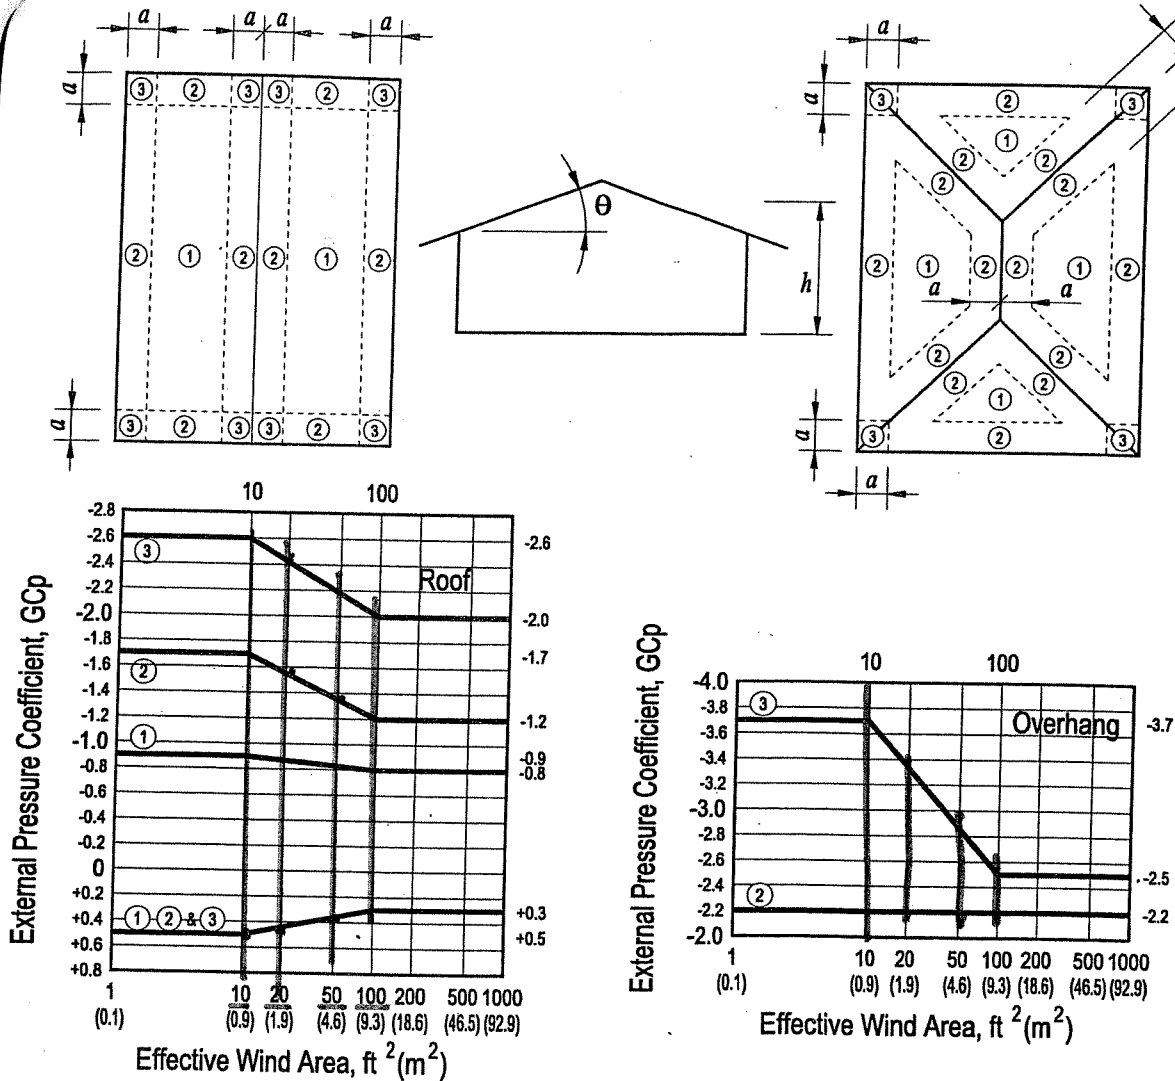 a a a a
a
③ ② ③ ③ ② ③
② ① ② ② ① ②
a
③ ② ③ ③ ② ③
θ
h
a
a
③ ② ③
①
② ②
② ②
② ① ② ② ① ②
a a
② ②
② ②
①
a
③ ② ③
a
10 100
-2.8
-2.6
-2.4
-2.2
-2.0
-1.8
-1.6
-1.4
-1.2
-1.0
-0.8
-0.6
-0.4
-0.2
0
+0.2
+0.4
+0.6
+0.8
External Pressure Coefficient, GCp
③
Roof
②
①
① ② & ③
-2.6
-2.0
-1.7
-1.2
-0.9
-0.8
+0.3
+0.5
1 10 20 50 100 200 500 1000
(0.1) (0.9) (1.9) (4.6) (9.3) (18.6) (46.5) (92.9)
Effective Wind Area, ft ²(m²)
10 100
-4.0
-3.8
-3.6
-3.4
-3.2
-3.0
-2.8
-2.6
-2.4
-2.2
-2.0
External Pressure Coefficient, GCp
③
Overhang
②
-3.7
-2.5
-2.2
1 10 20 50 100 200 500 1000
(0.1) (0.9) (1.9) (4.6) (9.3) (18.6) (46.5) (92.9)
Effective Wind Area, ft ²(m²)